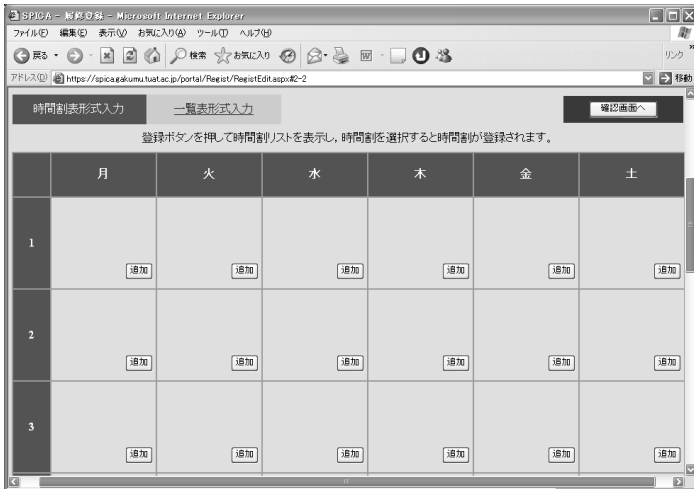 SPICA - 履修登録 - Microsoft Internet Explorer
ファイル(F) 編集(E) 表示(V) お気に入り(A) ツール(T) ヘルプ(H)
戻る 検索 お気に入り リンク »
アドレス(D) https://spica.gakumu.tuat.ac.jp/portal/Regist/RegistEdit.aspx#2-2 移動
時間割表形式入力 一覧表形式入力 確認画面へ
登録ボタンを押して時間割リストを表示し，時間割を選択すると時間割が登録されます。
月 火 水 木 金 土
1
追加 追加 追加 追加 追加 追加
2
追加 追加 追加 追加 追加 追加
3
追加 追加 追加 追加 追加 追加